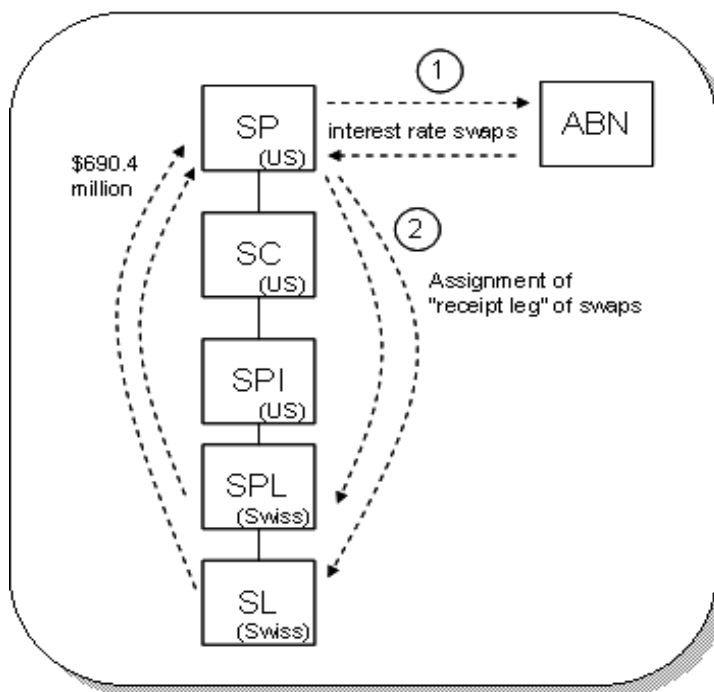 1
SP
(US)
interest rate swaps
ABN
$690.4
million
2
SC
(US)
Assignment of
"receipt leg" of swaps
SPI
(US)
SPL
(Swiss)
SL
(Swiss)